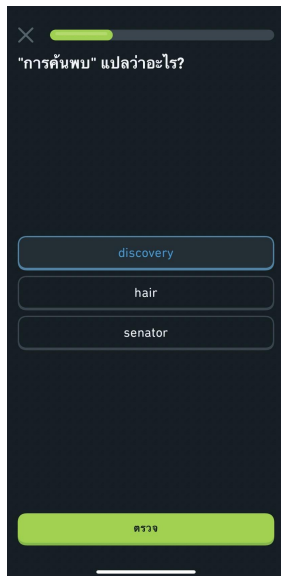 "การค้นพบ" แปลว่าอะไร?
discovery
hair
senator
ตรวจ